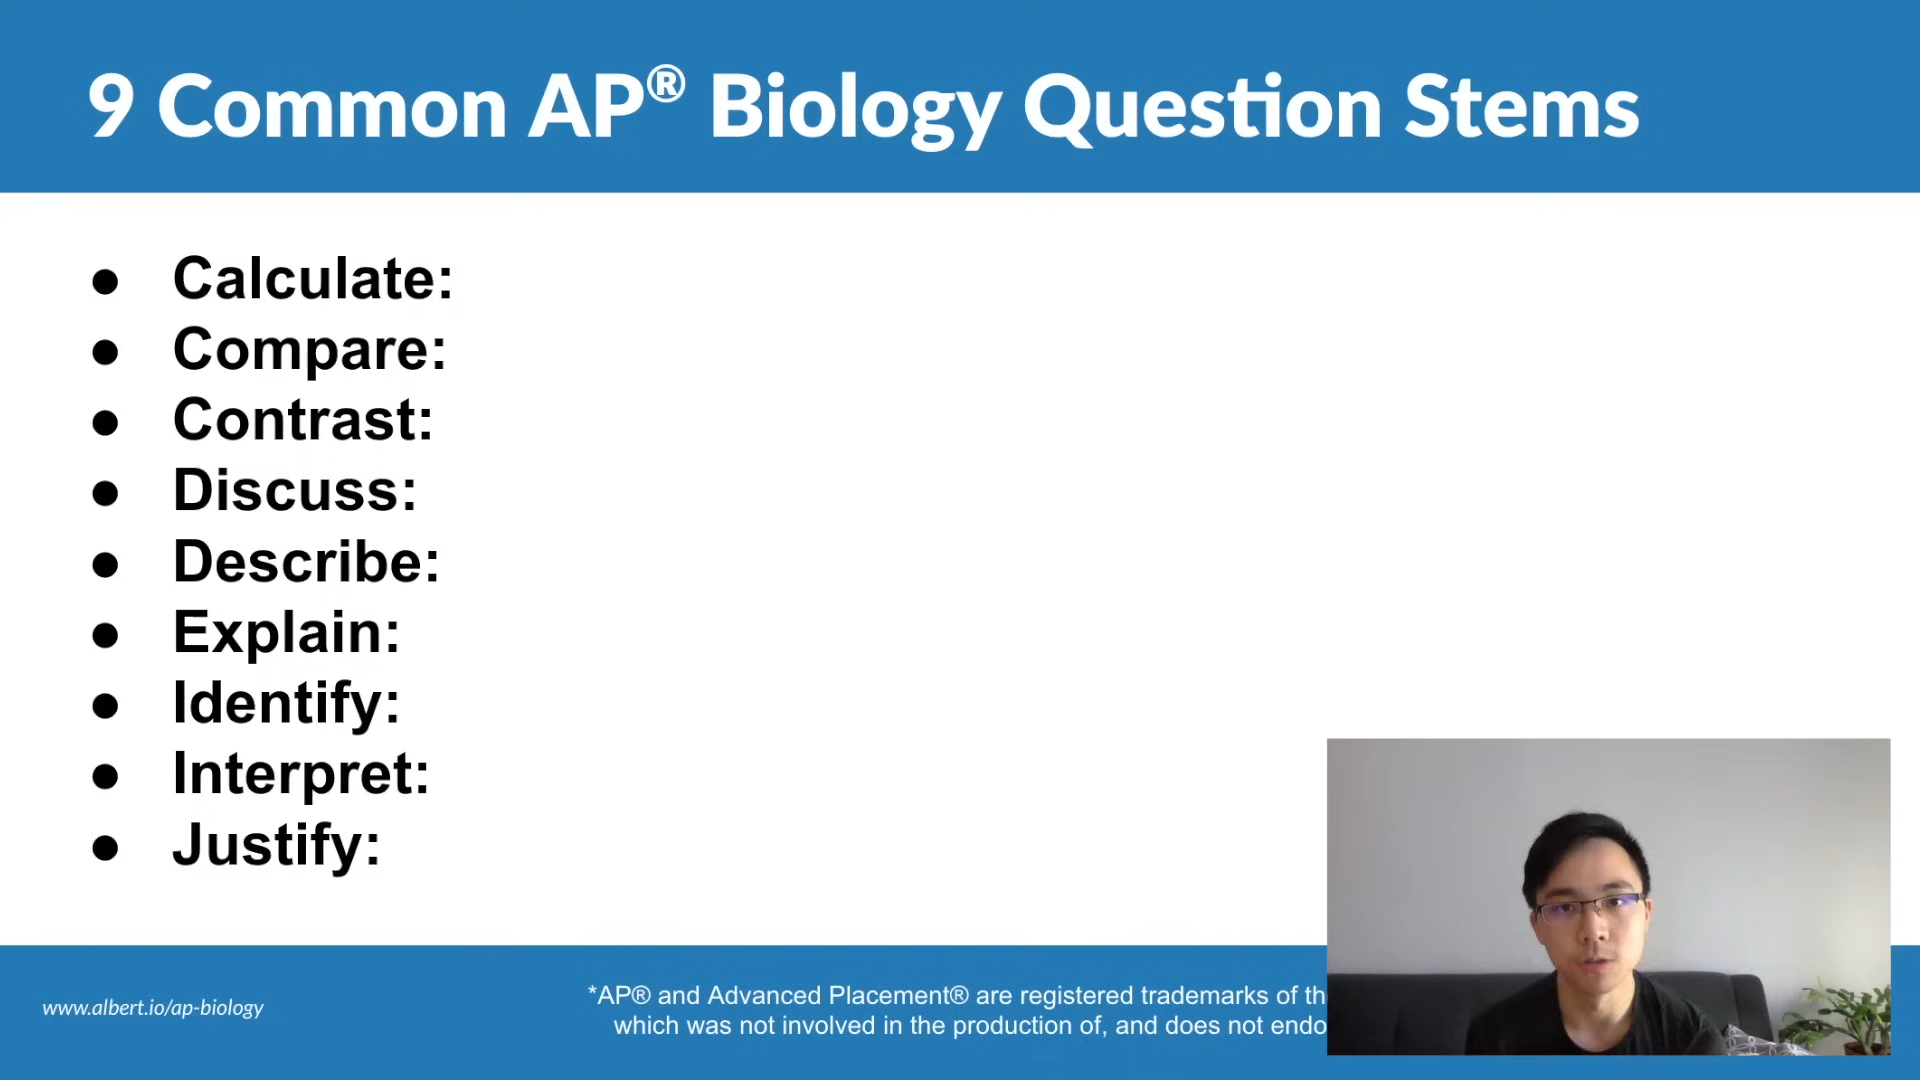 9 Common AP® Biology Question Stems
● Calculate:
● Compare:
● Contrast:
● Discuss:
● Describe:
● Explain:
● Identify:
● Interpret:
● Justify:
www.albert.io/ap-biology
*AP® and Advanced Placement® are registered trademarks of
which was not involved in the production of, and does not